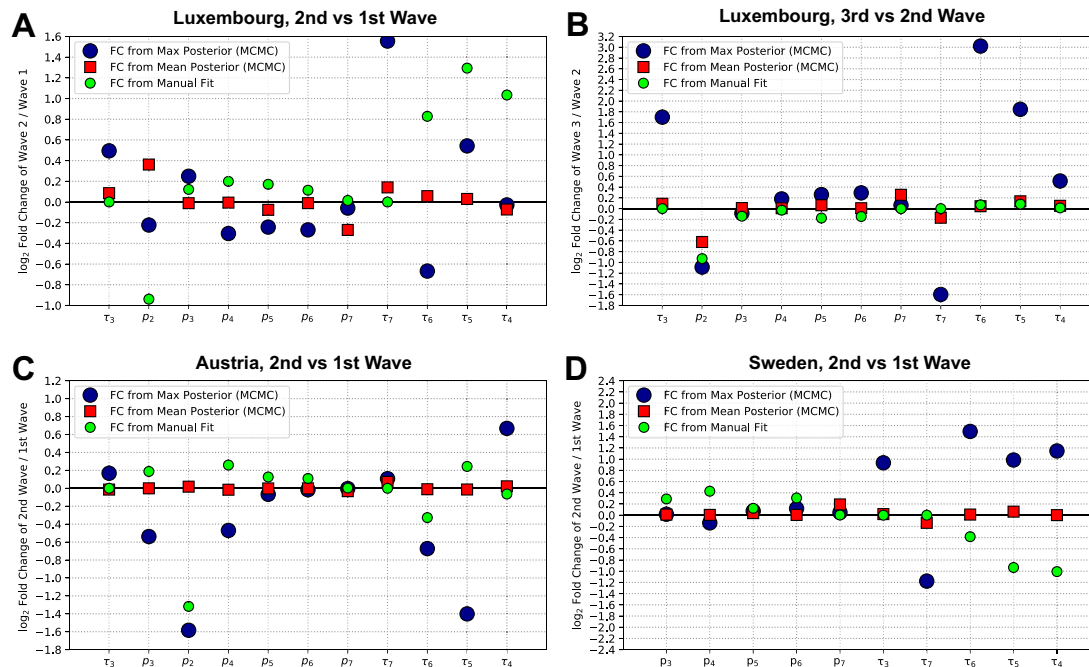 A
Luxembourg, 2nd vs 1st Wave
log2 Fold Change of Wave 2 / Wave 1
1.6
1.4
1.2
1.0
0.8
0.6
0.4
0.2
0.0
−0.2
−0.4
−0.6
−0.8
−1.0
FC from Max Posterior (MCMC)
FC from Mean Posterior (MCMC)
FC from Manual Fit
τ3 p2 p3 p4 p5 p6 p7 τ7 τ6 τ5 τ4
B
Luxembourg, 3rd vs 2nd Wave
log2 Fold Change of Wave 3 / Wave 2
3.2
3.0
2.8
2.6
2.4
2.2
2.0
1.8
1.6
1.4
1.2
1.0
0.8
0.6
0.4
0.2
0.0
−0.2
−0.4
−0.6
−0.8
−1.0
−1.2
−1.4
−1.6
−1.8
FC from Max Posterior (MCMC)
FC from Mean Posterior (MCMC)
FC from Manual Fit
τ3 p2 p3 p4 p5 p6 p7 τ7 τ6 τ5 τ4
C
Austria, 2nd vs 1st Wave
log2 Fold Change of 2nd Wave / 1st Wave
1.2
1.0
0.8
0.6
0.4
0.2
0.0
−0.2
−0.4
−0.6
−0.8
−1.0
−1.2
−1.4
−1.6
−1.8
FC from Max Posterior (MCMC)
FC from Mean Posterior (MCMC)
FC from Manual Fit
τ3 p3 p2 p4 p5 p6 p7 τ7 τ6 τ5 τ4
D
Sweden, 2nd vs 1st Wave
log2 Fold Change of 2nd Wave / 1st Wave
2.4
2.2
2.0
1.8
1.6
1.4
1.2
1.0
0.8
0.6
0.4
0.2
0.0
−0.2
−0.4
−0.6
−0.8
−1.0
−1.2
−1.4
−1.6
−1.8
−2.0
−2.2
−2.4
FC from Max Posterior (MCMC)
FC from Mean Posterior (MCMC)
FC from Manual Fit
p3 p4 p5 p6 p7 τ3 τ7 τ6 τ5 τ4